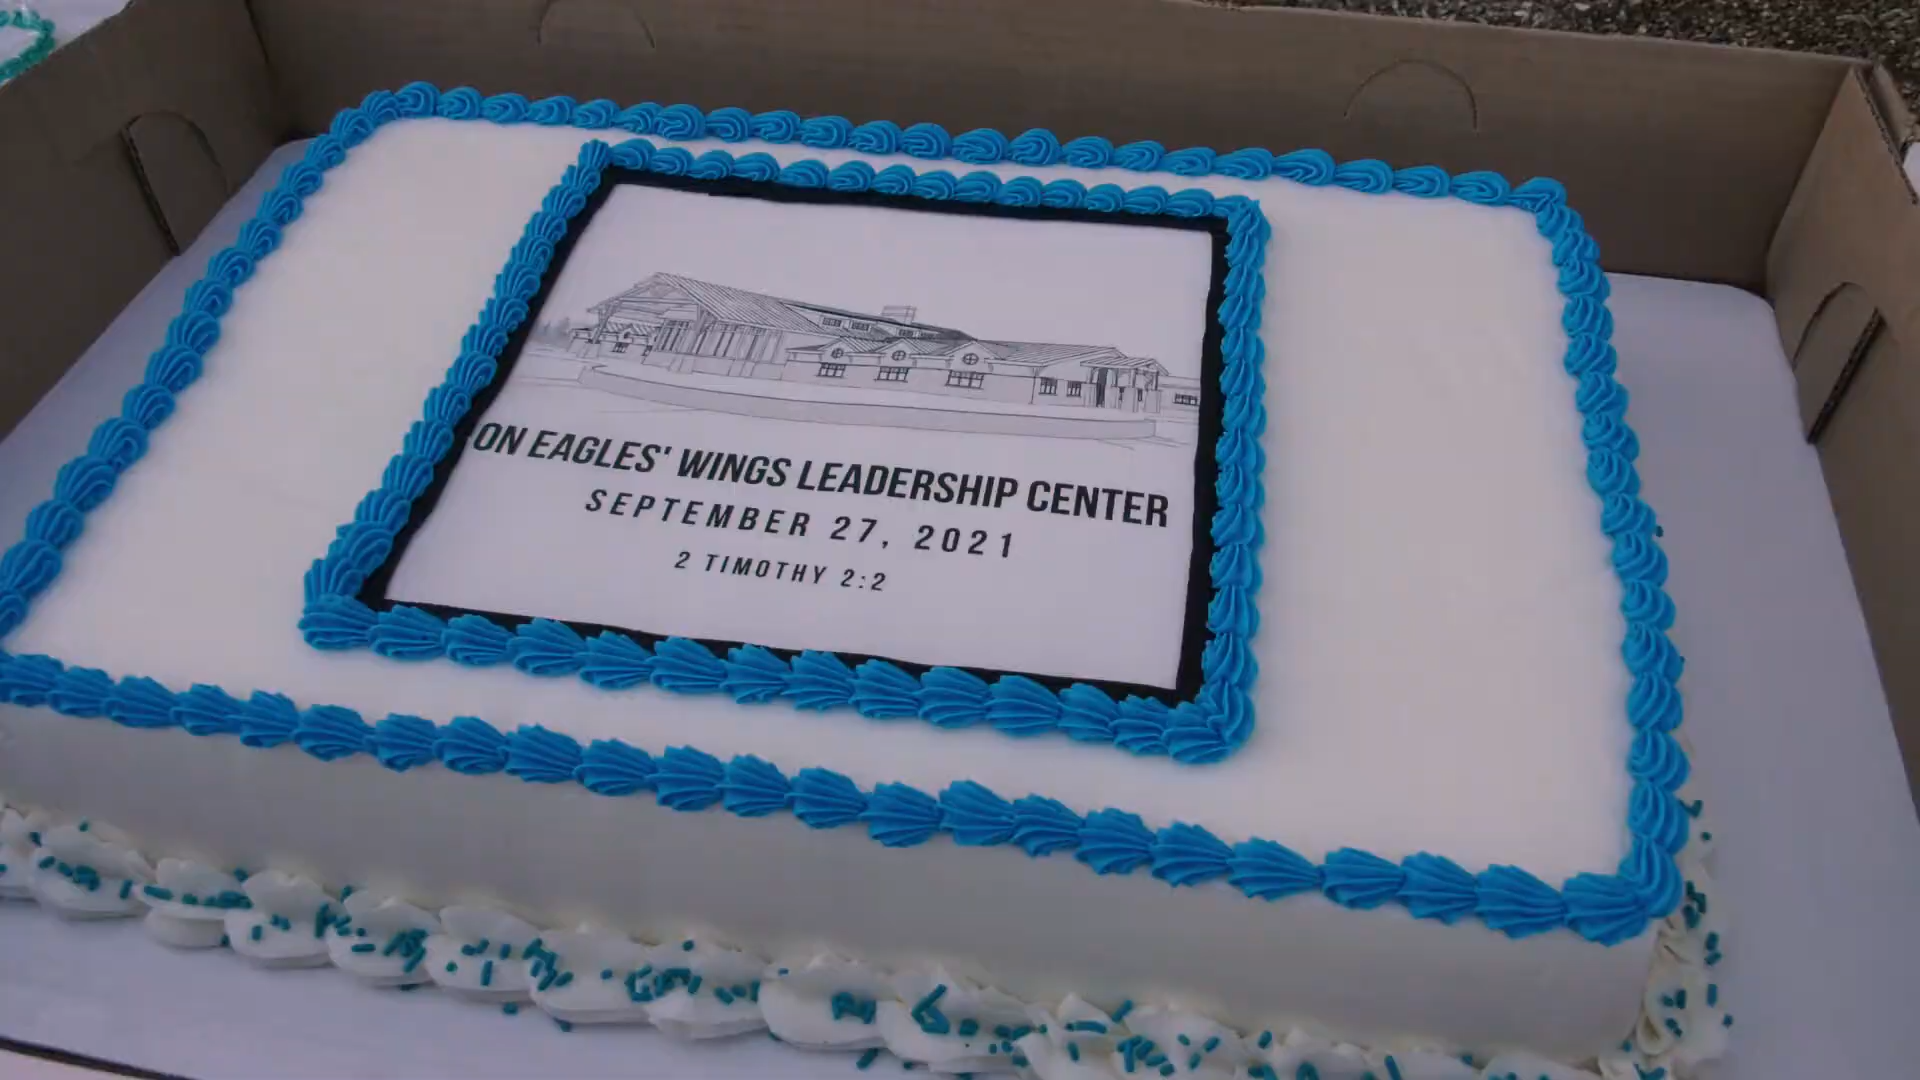 ON EAGLES' WINGS LEADERSHIP CENTER
SEPTEMBER 27, 2021
2 TIMOTHY 2:2